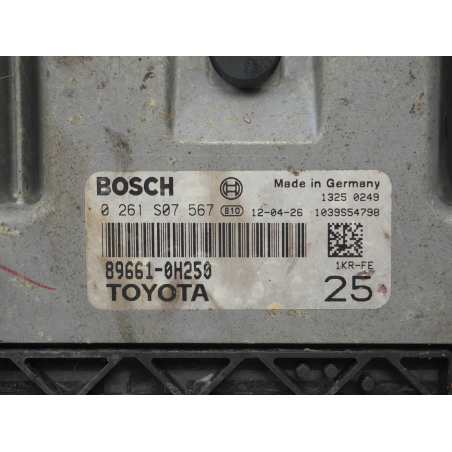 BOSCH Made in Germany
1325 0249
0 261 S07 567 810 12-04-26 1039S54798
89661-0H250 1KR-FE
TOYOTA 25